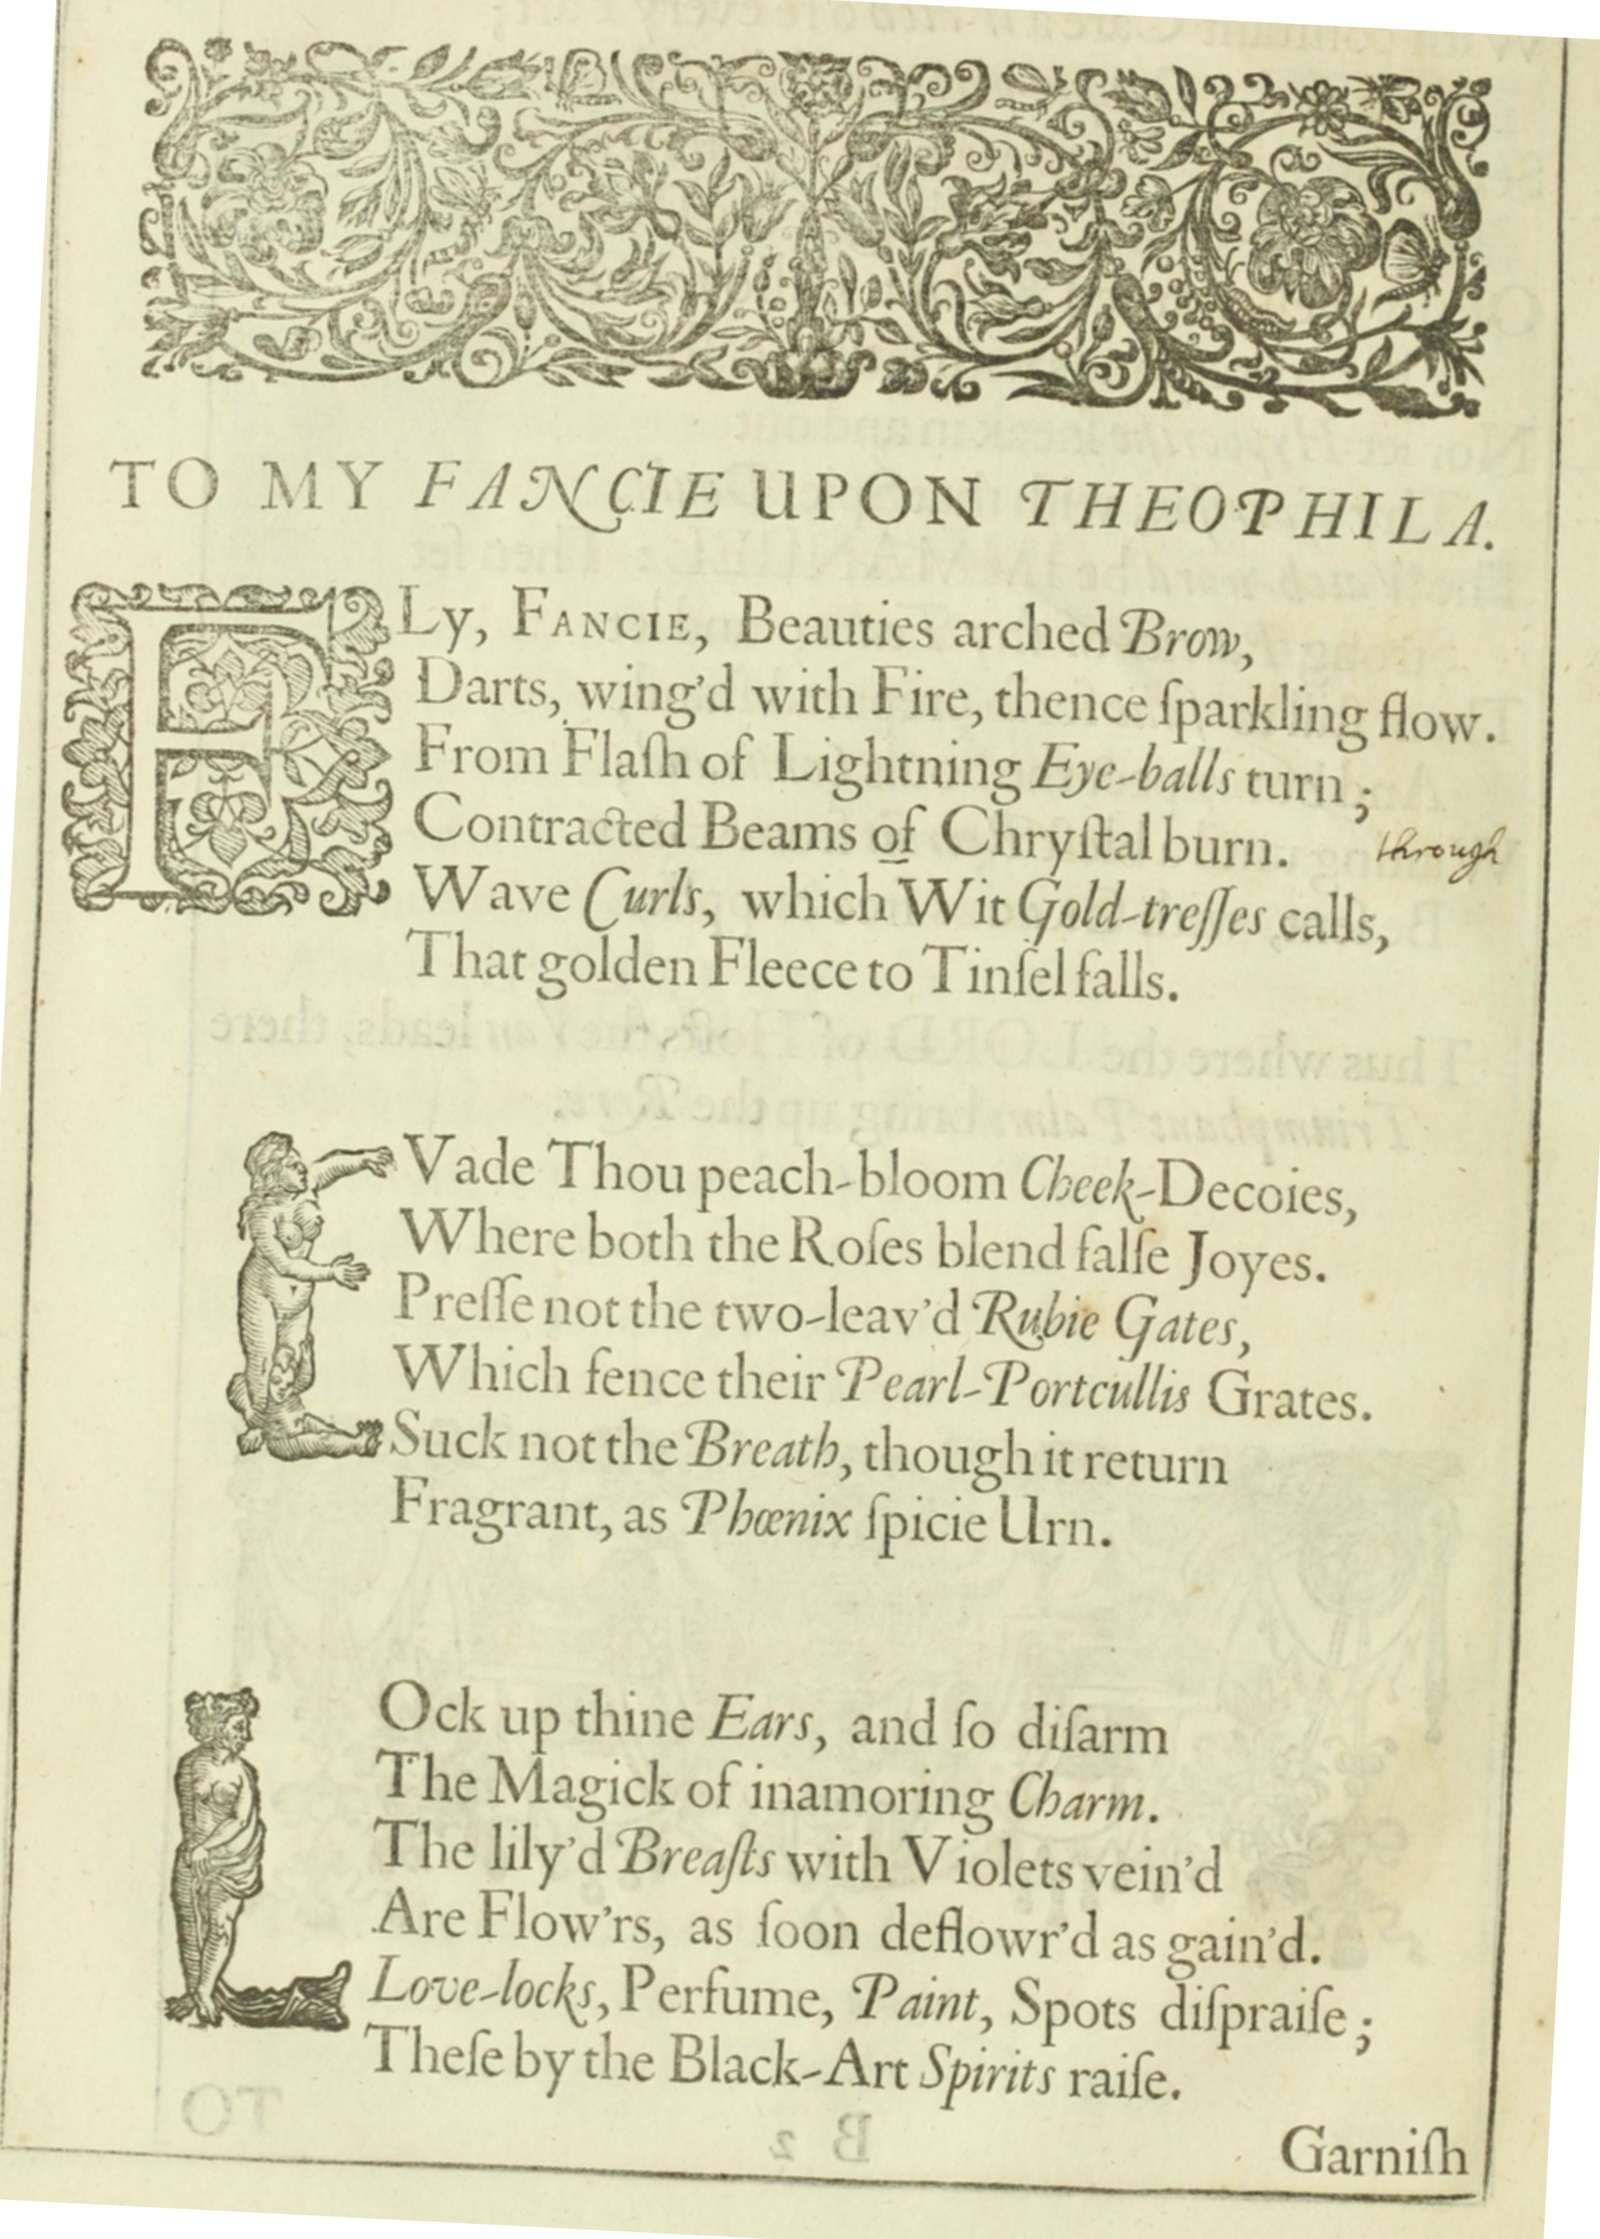 TO MY FANCIE UPON THEOPHILA.
FLy, FANCIE, Beauties arched Brow,
Darts, wing'd with Fire, thence ſparkling flow.
From Flaſh of Lightning Eye-balls turn;
Contracted Beams of Chryſtal burn. through
Wave Curls, which Wit Gold-treſſes calls,
That golden Fleece to Tinſel falls.
EVade Thou peach-bloom Cheek-Decoies,
Where both the Roſes blend falſe Joyes.
Preſſe not the two-leav'd Rubie Gates,
Which fence their Pearl-Portcullis Grates.
Suck not the Breath, though it return
Fragrant, as Phœnix ſpicie Urn.
LOck up thine Ears, and ſo diſarm
The Magick of inamoring Charm.
The lily'd Breaſts with Violets vein'd
Are Flow'rs, as ſoon deflowr'd as gain'd.
Love-locks, Perfume, Paint, Spots diſpraiſe;
Theſe by the Black-Art Spirits raiſe.
Garniſh